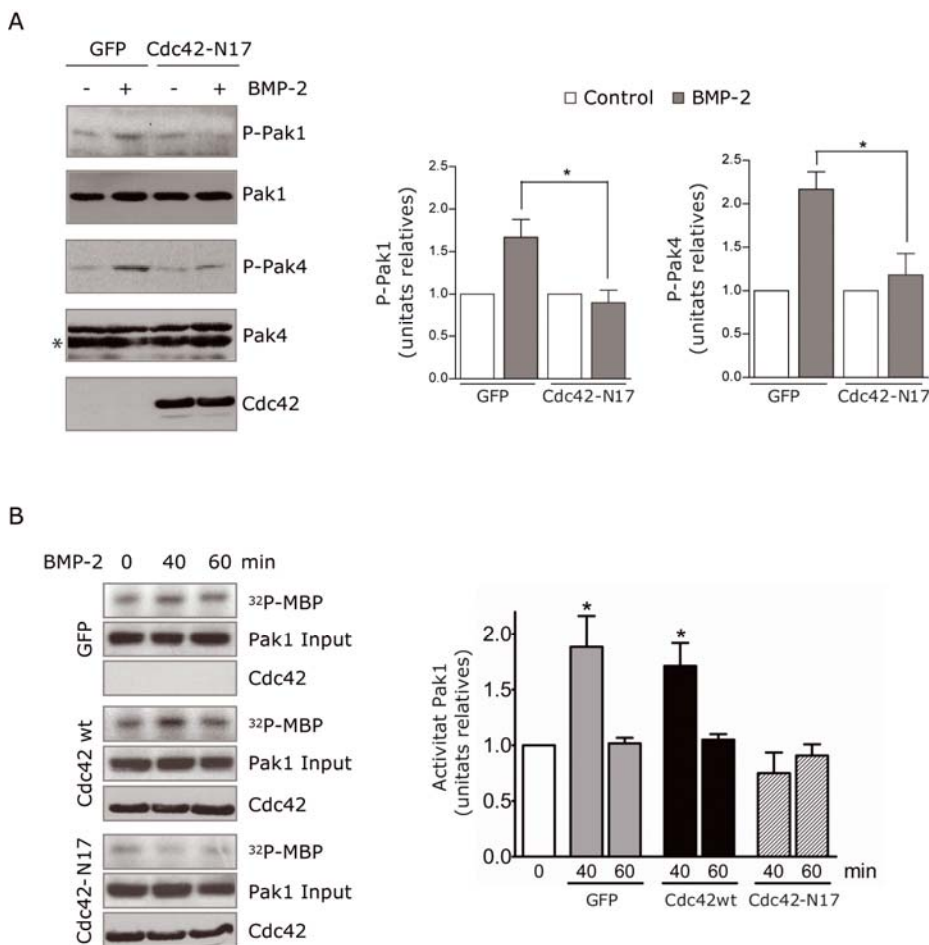 A
GFP Cdc42-N17
- + - + BMP-2
P-Pak1
Pak1
P-Pak4
* Pak4
Cdc42
□ Control ■ BMP-2
P-Pak1
(unitats relatives)
2.5
2.0
1.5
1.0
0.5
0.0
*
GFP Cdc42-N17
P-Pak4
(unitats relatives)
2.5
2.0
1.5
1.0
0.5
0.0
*
GFP Cdc42-N17
B
BMP-2 0 40 60 min
GFP
³²P-MBP
Pak1 Input
Cdc42
Cdc42 wt
³²P-MBP
Pak1 Input
Cdc42
Cdc42-N17
³²P-MBP
Pak1 Input
Cdc42
Activitat Pak1
(unitats relatives)
2.0
1.5
1.0
0.5
0.0
* *
0 40 60 40 60 40 60 min
GFP Cdc42wt Cdc42-N17